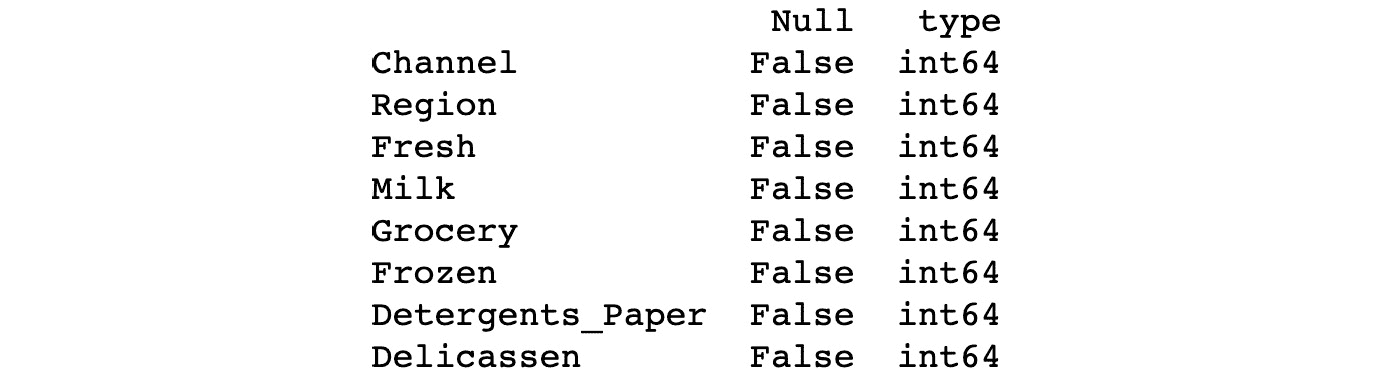 Null type
Channel False int64
Region False int64
Fresh False int64
Milk False int64
Grocery False int64
Frozen False int64
Detergents_Paper False int64
Delicassen False int64